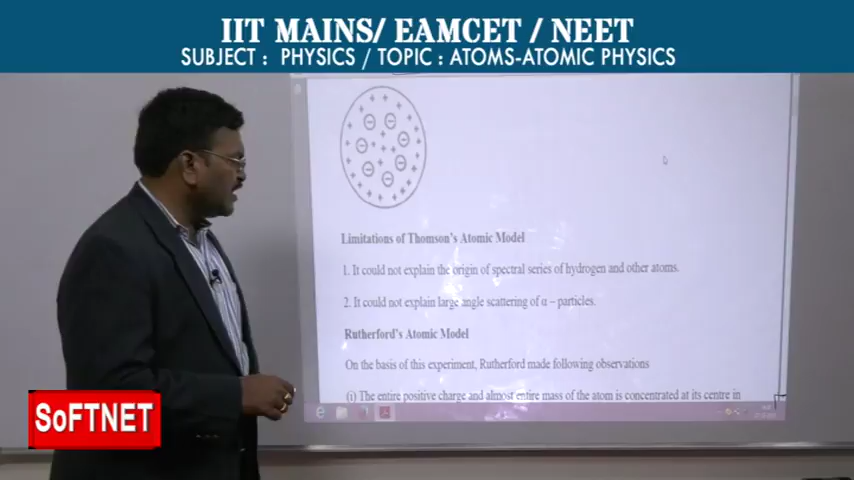 IIT MAINS/ EAMCET / NEET
SUBJECT : PHYSICS / TOPIC : ATOMS-ATOMIC PHYSICS
Limitations of Thomson's Atomic Model
1. It could not explain the origin of spectral series of hydrogen and other atoms.
2. It could not explain large angle scattering of α – particles.
Rutherford's Atomic Model
On the basis of this experiment, Rutherford made following observations
(i) The entire positive charge and almost entire mass of the atom is concentrated at its centre in
SoFTNET